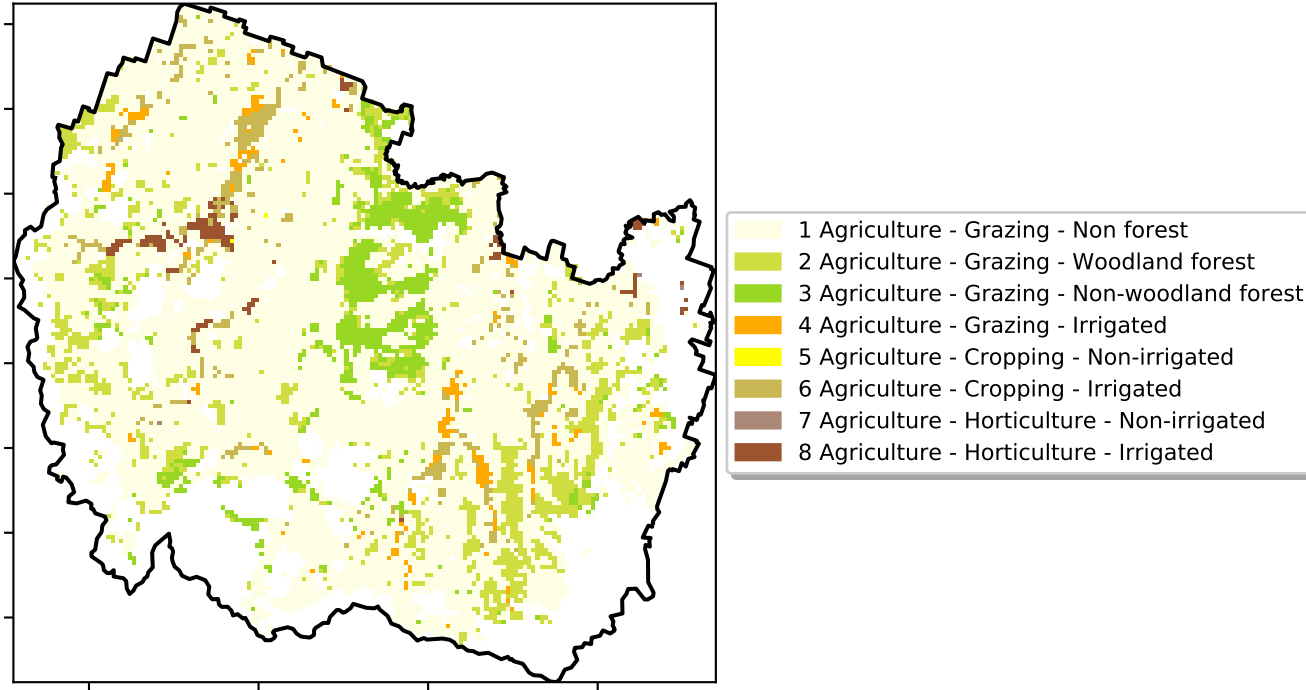 1 Agriculture - Grazing - Non forest
2 Agriculture - Grazing - Woodland forest
3 Agriculture - Grazing - Non-woodland forest
4 Agriculture - Grazing - Irrigated
5 Agriculture - Cropping - Non-irrigated
6 Agriculture - Cropping - Irrigated
7 Agriculture - Horticulture - Non-irrigated
8 Agriculture - Horticulture - Irrigated